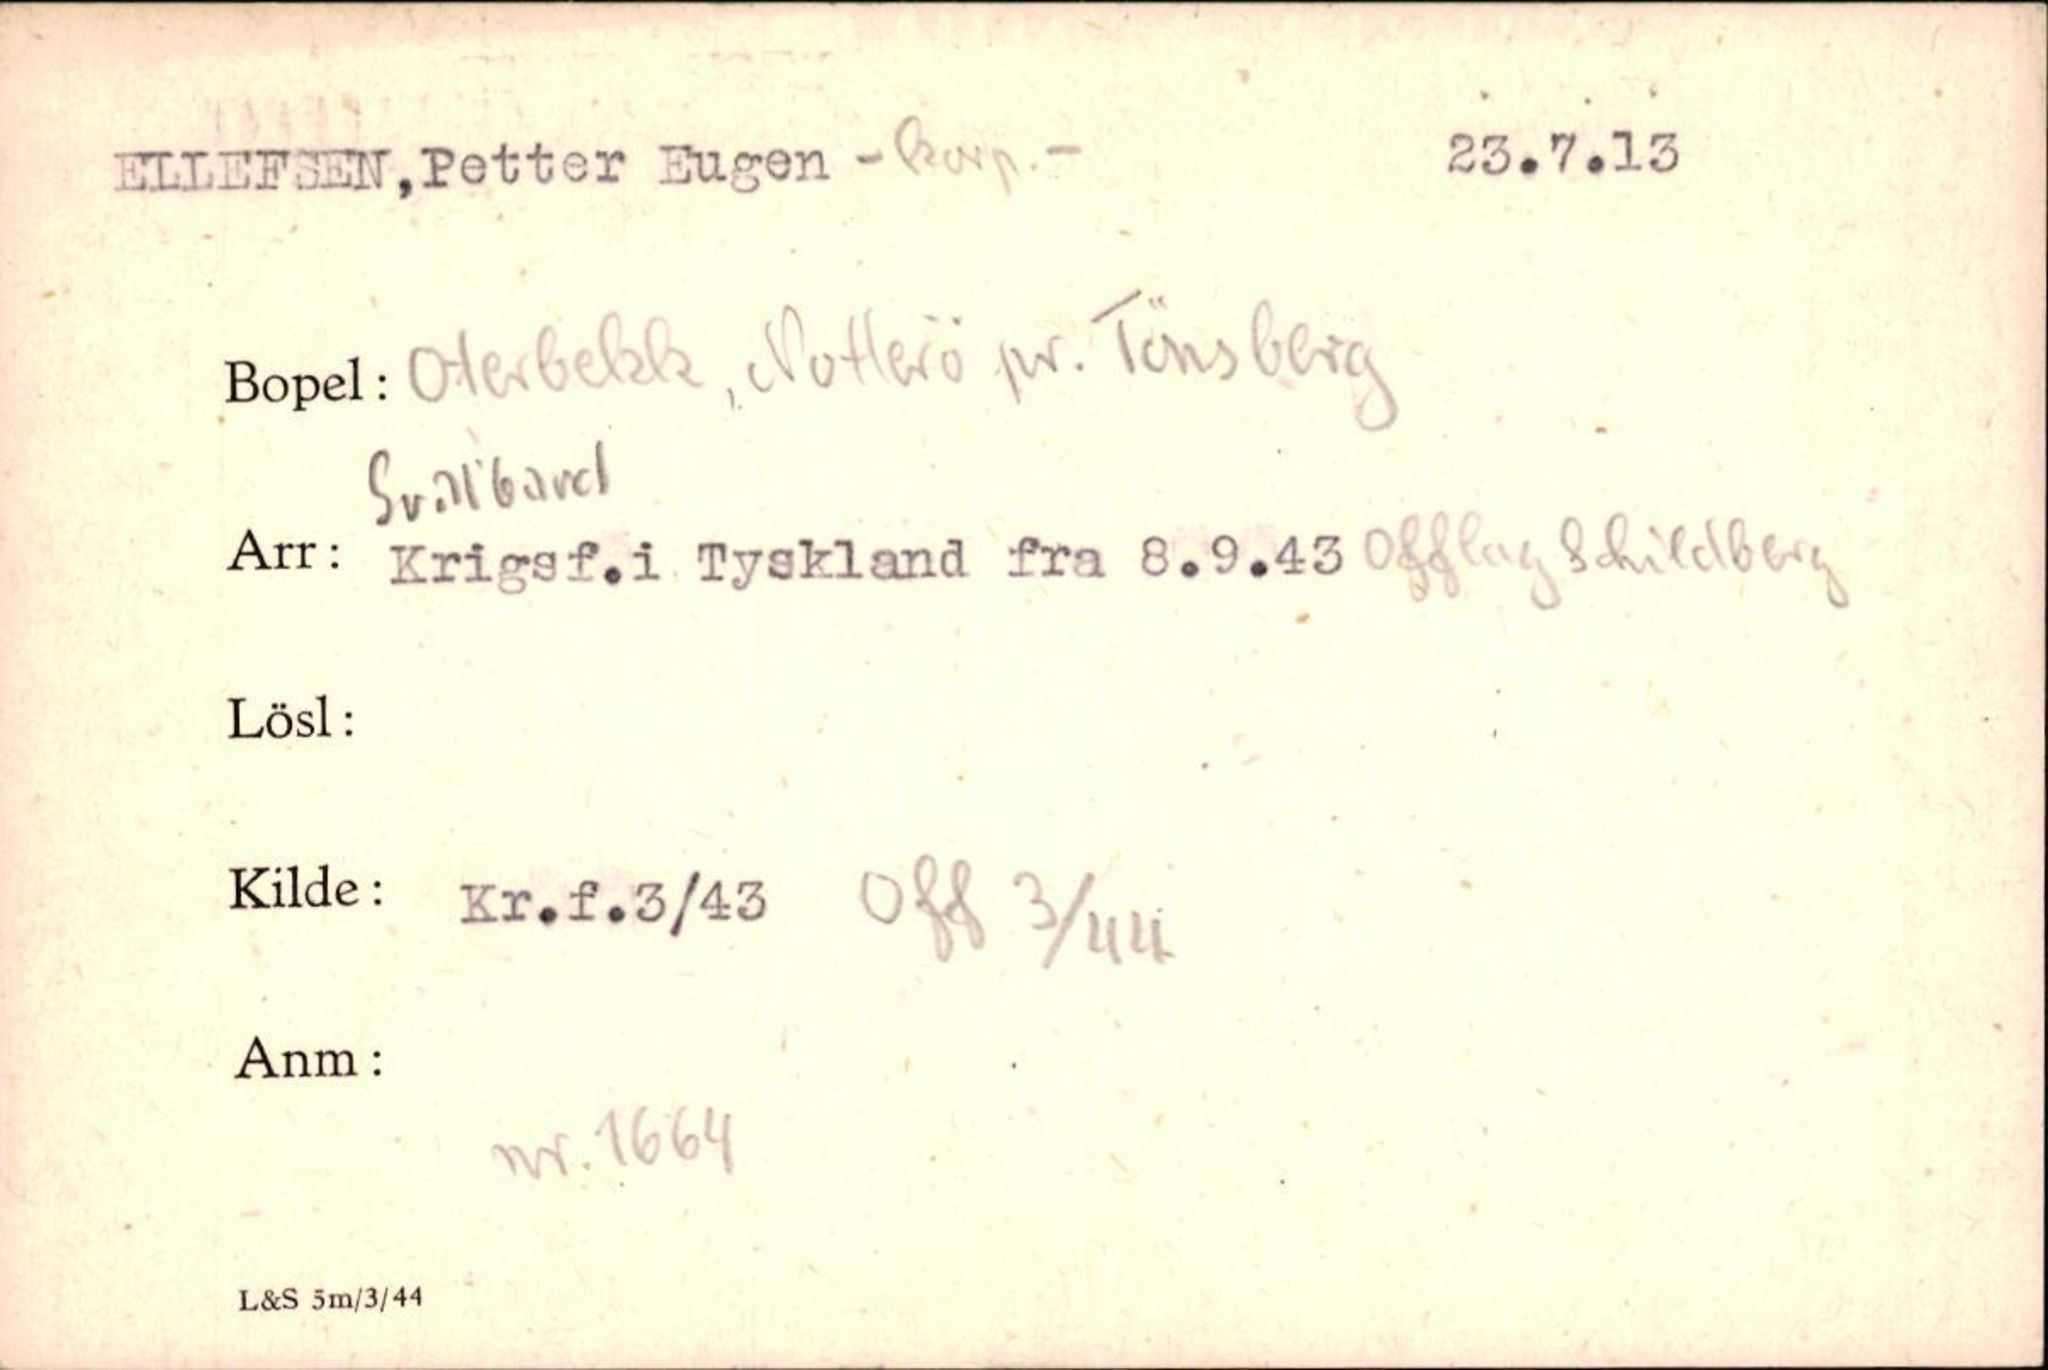 ELLEFSEN, Petter Eugen - korp. - 23.7.13
Bopel: Oterbekk, Nötterö pr. Tönsberg
Svalbard
Arr: Krigsf.i Tyskland fra 8.9.43 Offlag Schildberg
Lösl:
Kilde: Kr.f.3/43 Off 3/44
Anm:
nr. 1664
L&S 5m/3/44